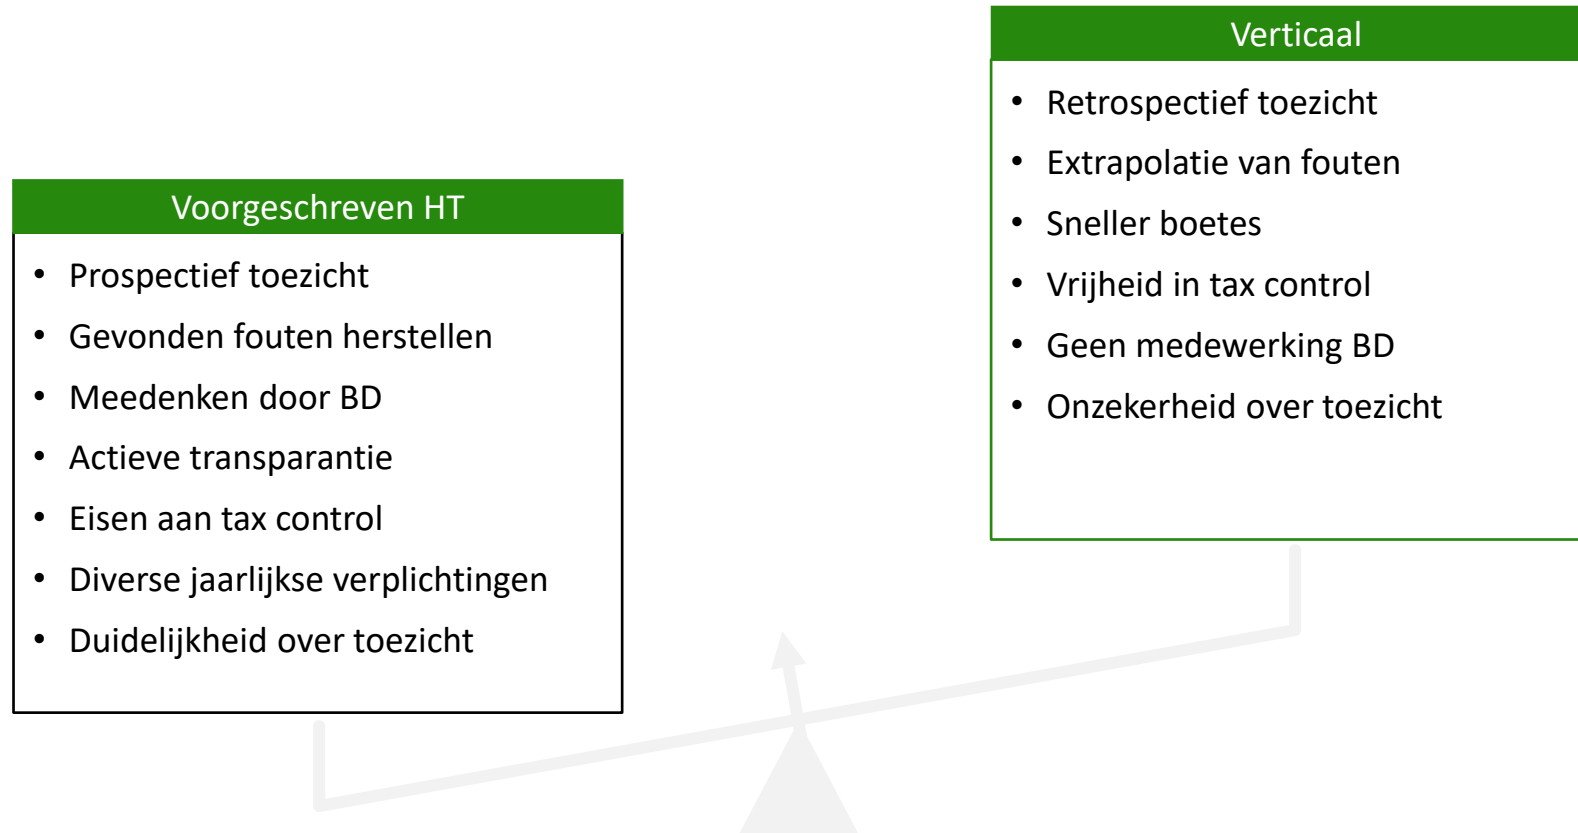 Voorgeschreven HT
• Prospectief toezicht
• Gevonden fouten herstellen
• Meedenken door BD
• Actieve transparantie
• Eisen aan tax control
• Diverse jaarlijkse verplichtingen
• Duidelijkheid over toezicht
Verticaal
• Retrospectief toezicht
• Extrapolatie van fouten
• Sneller boetes
• Vrijheid in tax control
• Geen medewerking BD
• Onzekerheid over toezicht